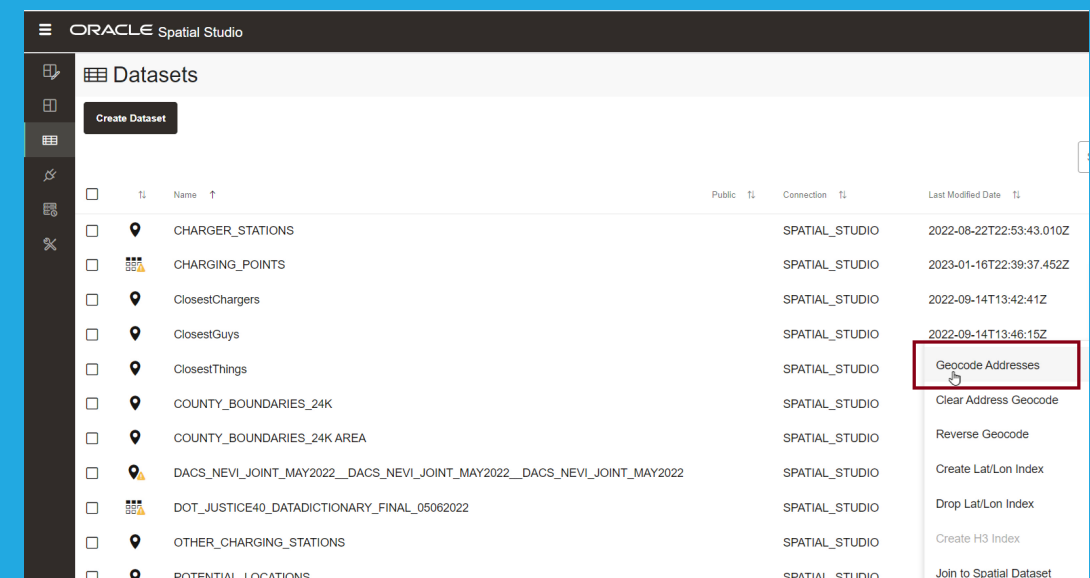 ORACLE Spatial Studio
Datasets
Create Dataset
Name Public Connection Last Modified Date
CHARGER_STATIONS SPATIAL_STUDIO 2022-08-22T22:53:43.010Z
CHARGING_POINTS SPATIAL_STUDIO 2023-01-16T22:39:37.452Z
ClosestChargers SPATIAL_STUDIO 2022-09-14T13:42:41Z
ClosestGuys SPATIAL_STUDIO 2022-09-14T13:46:15Z
ClosestThings SPATIAL_STUDIO Geocode Addresses
COUNTY_BOUNDARIES_24K SPATIAL_STUDIO Clear Address Geocode
COUNTY_BOUNDARIES_24K AREA SPATIAL_STUDIO Reverse Geocode
DACS_NEVI_JOINT_MAY2022__DACS_NEVI_JOINT_MAY2022__DACS_NEVI_JOINT_MAY2022 SPATIAL_STUDIO Create Lat/Lon Index
DOT_JUSTICE40_DATADICTIONARY_FINAL_05062022 SPATIAL_STUDIO Drop Lat/Lon Index
OTHER_CHARGING_STATIONS SPATIAL_STUDIO Create H3 Index
POTENTIAL_LOCATIONS SPATIAL_STUDIO Join to Spatial Dataset